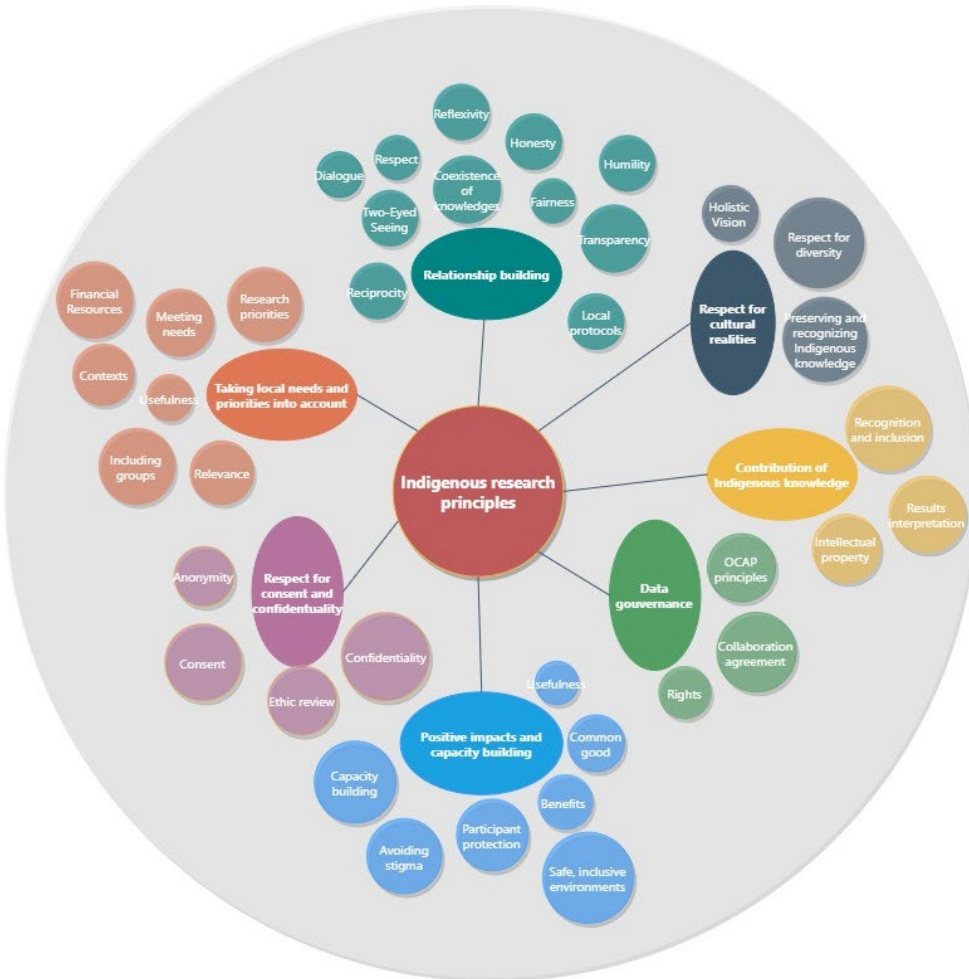 Reflexivity
Honesty
Respect
Humility
Dialogue
Coexistence
of
knowledges
Fairness
Two-Eyed
Seeing
Transparency
Reciprocity
Local
protocols
Relationship building
Holistic
Vision
Respect for
diversity
Preserving and
recognizing
Indigenous
knowledge
Respect for
cultural
realities
Financial
Resources
Meeting
needs
Research
priorities
Contexts
Usefulness
Including
groups
Relevance
Taking local needs and
priorities into account
Indigenous research
principles
Contribution of
Indigenous knowledge
Recognition
and inclusion
Results
interpretation
Intellectual
property
Respect for
consent and
confidentuality
Anonymity
Consent
Ethic review
Confidentiality
Data
gouvernance
OCAP
principles
Collaboration
agreement
Rights
Positive impacts and
capacity building
Usefulness
Common
good
Benefits
Capacity
building
Avoiding
stigma
Participant
protection
Safe, inclusive
environments